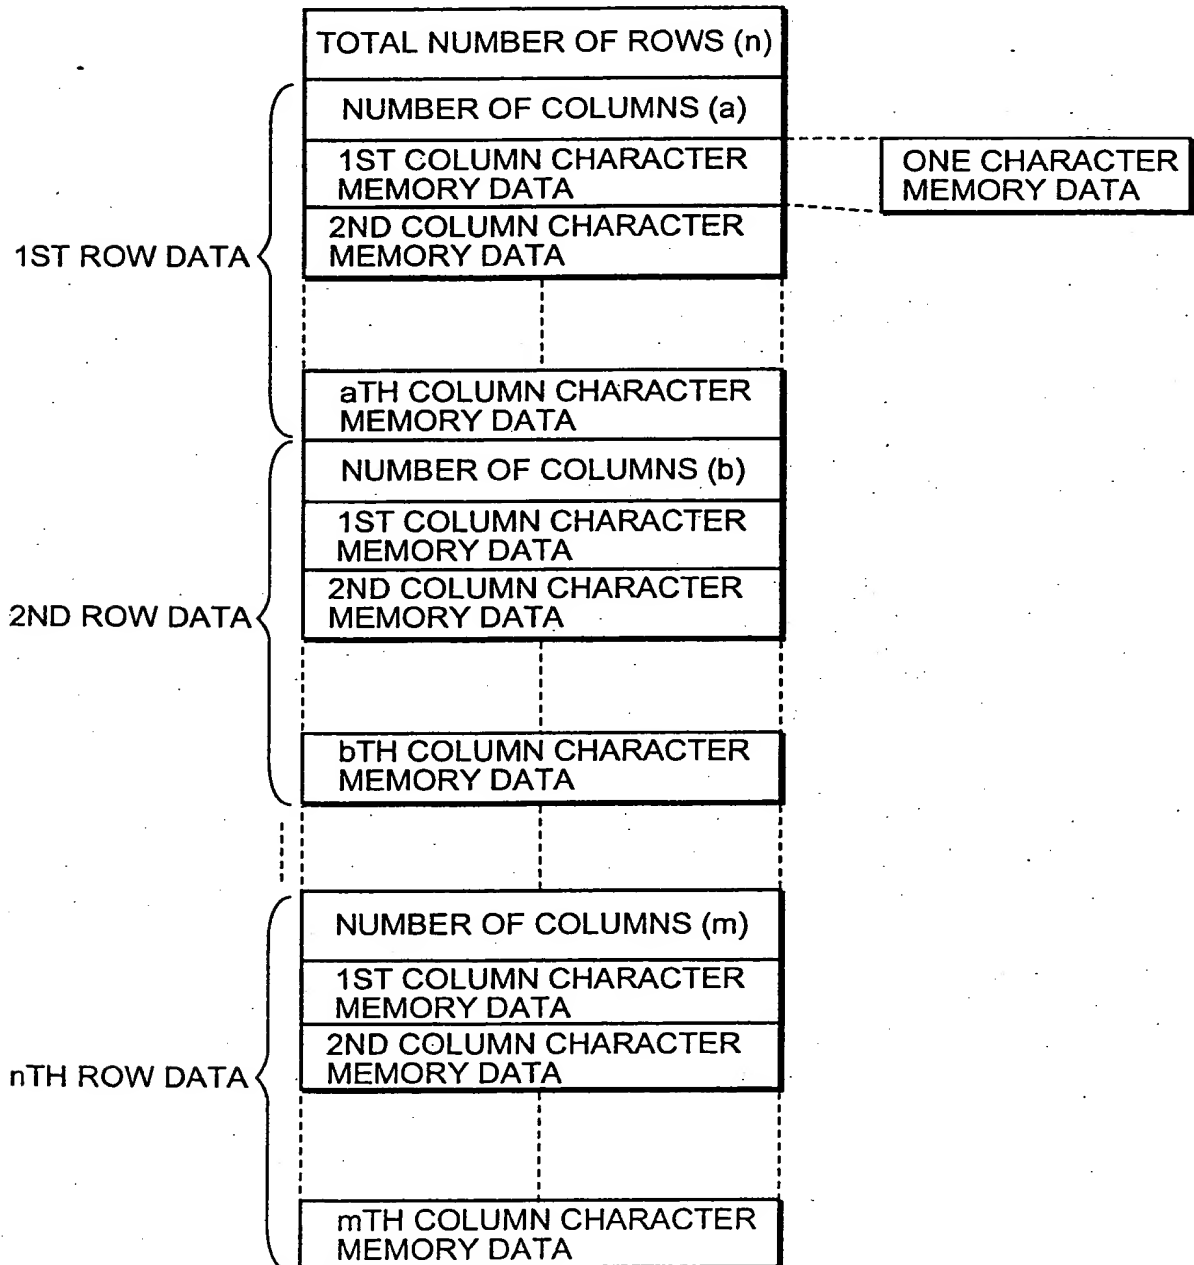 TOTAL NUMBER OF ROWS (n)
NUMBER OF COLUMNS (a)
1ST COLUMN CHARACTER
MEMORY DATA
ONE CHARACTER
MEMORY DATA
2ND COLUMN CHARACTER
MEMORY DATA
1ST ROW DATA
aTH COLUMN CHARACTER
MEMORY DATA
NUMBER OF COLUMNS (b)
1ST COLUMN CHARACTER
MEMORY DATA
2ND COLUMN CHARACTER
MEMORY DATA
2ND ROW DATA
bTH COLUMN CHARACTER
MEMORY DATA
NUMBER OF COLUMNS (m)
1ST COLUMN CHARACTER
MEMORY DATA
2ND COLUMN CHARACTER
MEMORY DATA
nTH ROW DATA
mTH COLUMN CHARACTER
MEMORY DATA